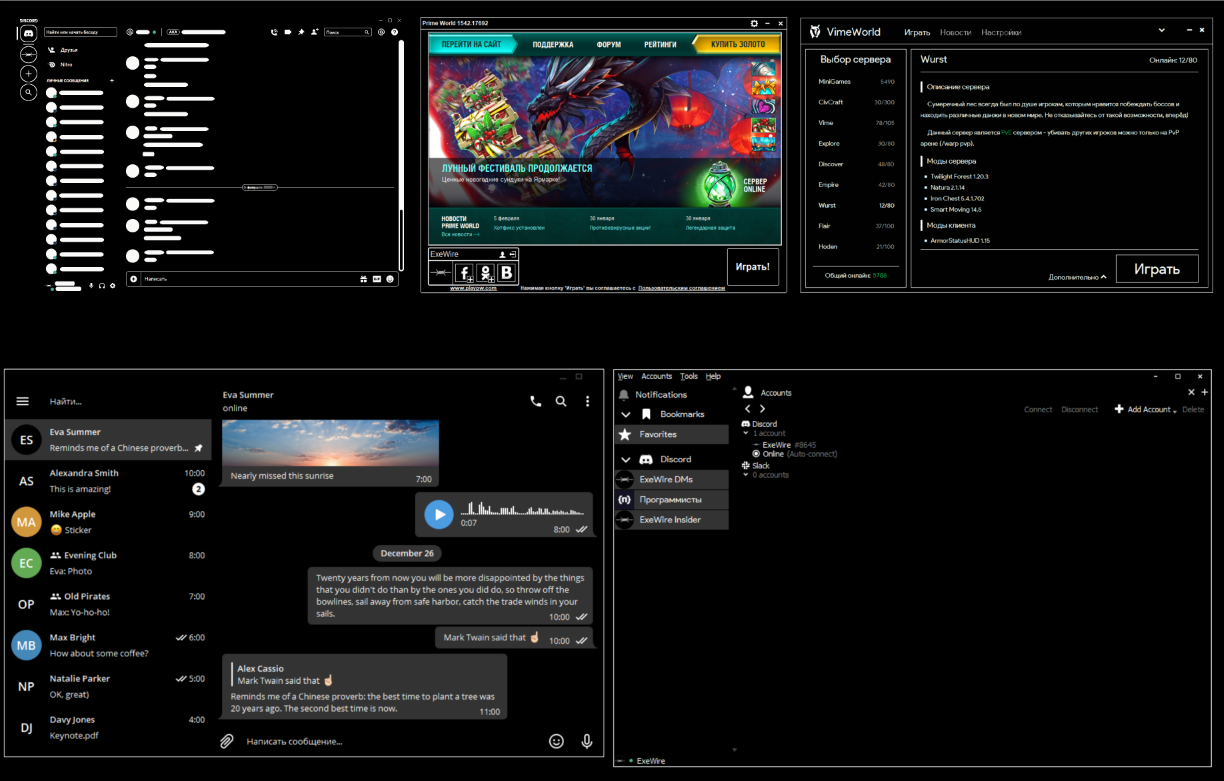 DISCORD
Найти или начать беседу
Друзья
Nitro
ЛИЧНЫЕ СООБЩЕНИЯ
AKA
Поиск
Написать
GIF
Prime World 1542.17692
ПЕРЕЙТИ НА САЙТ
ПОДДЕРЖКА
ФОРУМ
РЕЙТИНГИ
КУПИТЬ ЗОЛОТО
ЛУННЫЙ ФЕСТИВАЛЬ ПРОДОЛЖАЕТСЯ
Ценные новогодние сундуки на Ярмарке!
СЕРВЕР
ONLINE
НОВОСТИ
PRIME WORLD
Все новости
5 февраля
Хотфикс установлен
30 января
Противовирусные акции!
30 января
Легендарная защита
ExeWire
Играть!
www.playpw.com
Нажимая кнопку "Играть" вы соглашаетесь с Пользовательским соглашением
VimeWorld
Играть Новости Настройки
Выбор сервера
MiniGames 5490
CivCraft 70/300
Vime 78/105
Explore 30/80
Discover 48/60
Empire 42/80
Wurst 12/80
Flair 37/100
Hoden 21/100
Общий онлайн:
Wurst
Онлайн: 12/80
Описание сервера
Сумеречный лес всегда был по душе игрокам, которым нравится побеждать боссов и
находить различные данжи в новом мире. Не отказывайтесь от такой возможности, вперёд!
Данный сервер является PvE сервером - убивать других игроков можно только на PvP
арене (/warp pvp).
Моды сервера
Twilight Forest 1.20.3
Natura 2.1.14
Iron Chest 5.4.1.702
Smart Moving 14.5
Моды клиента
ArmorStatusHUD 1.15
Дополнительно
Играть
Найти...
ES
Eva Summer
Reminds me of a Chinese proverb...
AS
Alexandra Smith 10:00
This is amazing! 2
MA
Mike Apple 9:00
Sticker
EC
Evening Club 8:00
Eva: Photo
OP
Old Pirates 7:00
Max: Yo-ho-ho!
MB
Max Bright 6:00
How about some coffee?
NP
Natalie Parker 5:00
OK, great)
DJ
Davy Jones 4:00
Keynote.pdf
Eva Summer
online
Nearly missed this sunrise 7:00
0:07 8:00
December 26
Twenty years from now you will be more disappointed by the things
that you didn't do than by the ones you did do, so throw off the
bowlines, sail away from safe harbor, catch the trade winds in your
sails.
10:00
Mark Twain said that ☝ 10:00
Alex Cassio
Mark Twain said that ☝
Reminds me of a Chinese proverb: the best time to plant a tree was
20 years ago. The second best time is now.
11:00
Написать сообщение...
View Accounts Tools Help
Notifications
Bookmarks
Favorites
Discord
ExeWire DMs
{n} Программисты
ExeWire Insider
Accounts
Connect Disconnect Add Account Delete
Discord
1 account
ExeWire #8645
Online (Auto-connect)
Slack
0 accounts
ExeWire